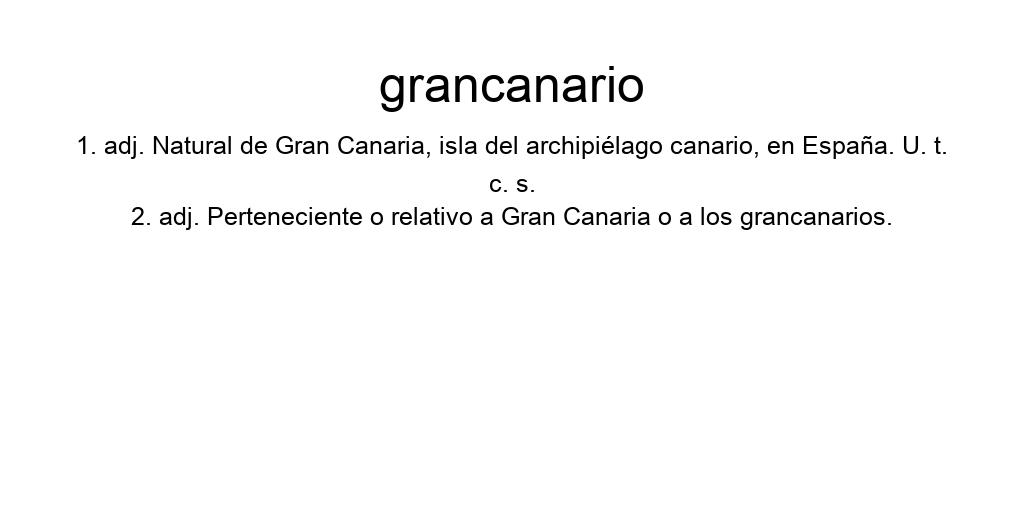 grancanario
1. adj. Natural de Gran Canaria, isla del archipiélago canario, en España. U. t.
c. s.
2. adj. Perteneciente o relativo a Gran Canaria o a los grancanarios.